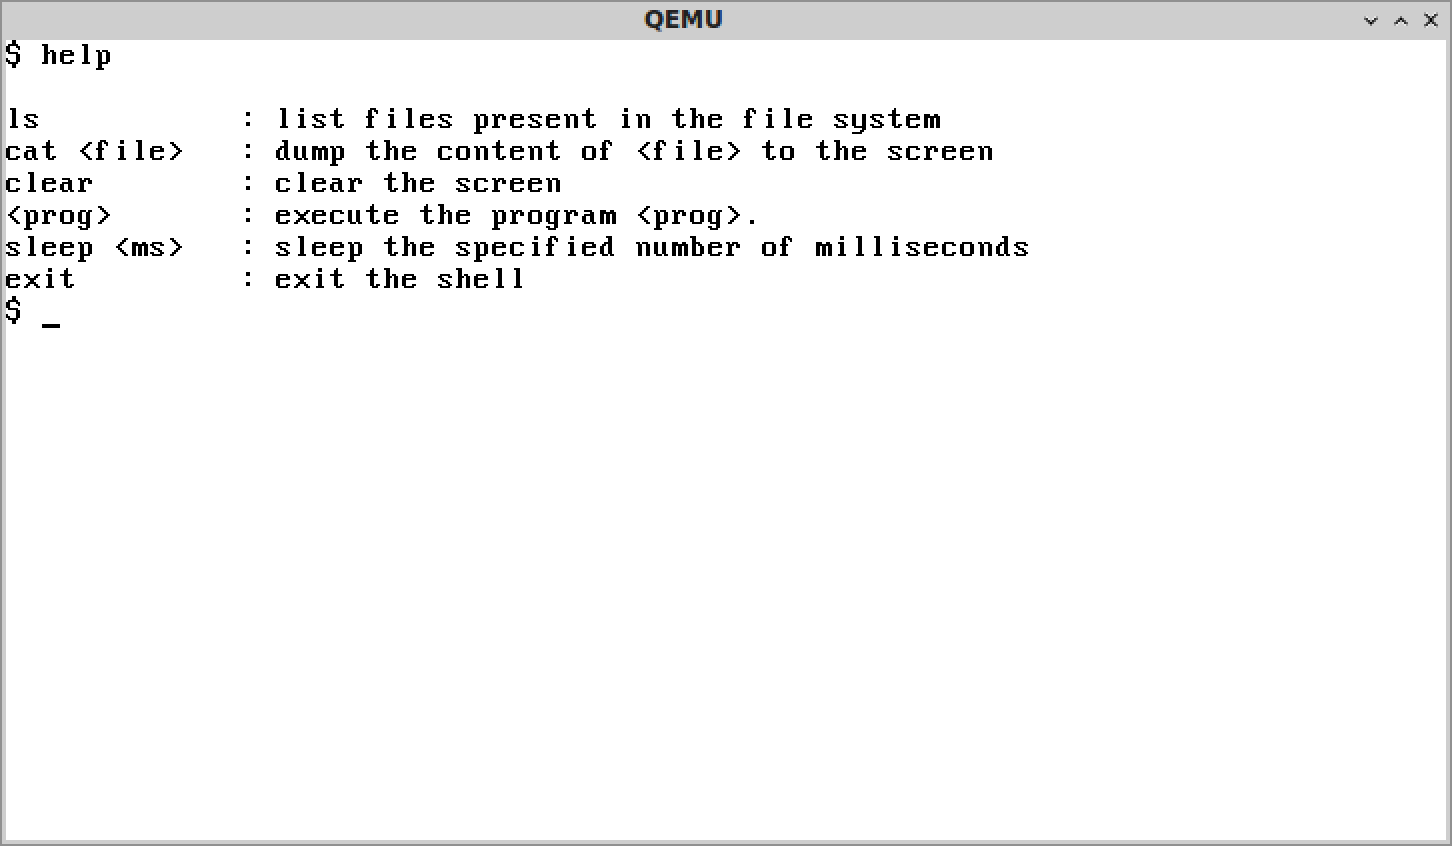 QEMU
$ help
ls : list files present in the file system
cat <file> : dump the content of <file> to the screen
clear : clear the screen
<prog> : execute the program <prog>.
sleep <ms> : sleep the specified number of milliseconds
exit : exit the shell
$ _